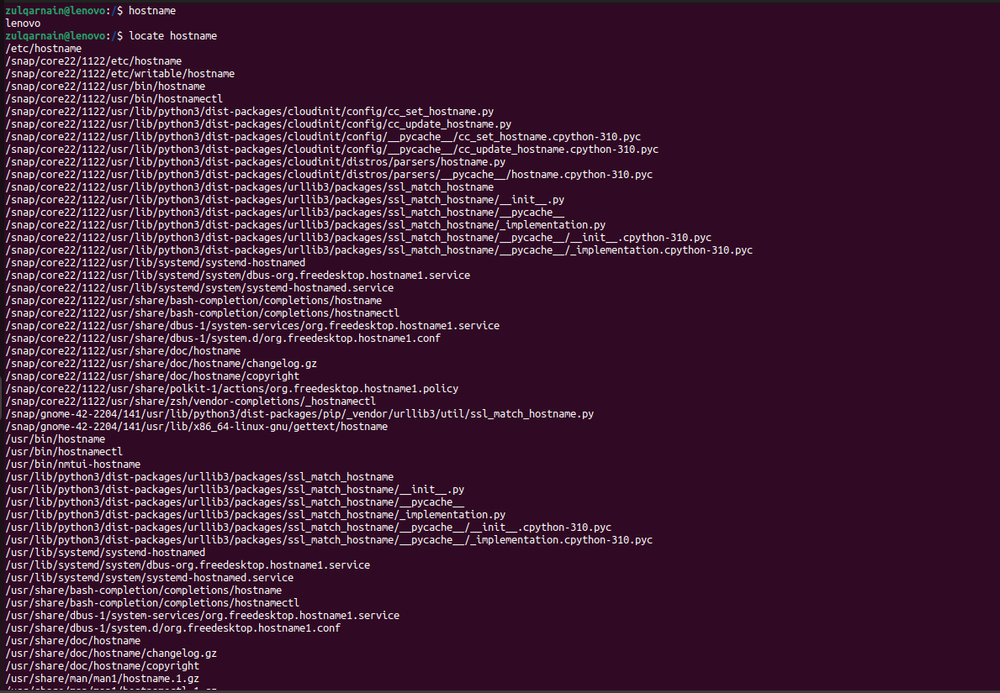 zulqarnain@lenovo:/$ hostname
lenovo
zulqarnain@lenovo:/$ locate hostname
/etc/hostname
/snap/core22/1122/etc/hostname
/snap/core22/1122/etc/writable/hostname
/snap/core22/1122/usr/bin/hostname
/snap/core22/1122/usr/bin/hostnamectl
/snap/core22/1122/usr/lib/python3/dist-packages/cloudinit/config/cc_set_hostname.py
/snap/core22/1122/usr/lib/python3/dist-packages/cloudinit/config/cc_update_hostname.py
/snap/core22/1122/usr/lib/python3/dist-packages/cloudinit/config/__pycache__/cc_set_hostname.cpython-310.pyc
/snap/core22/1122/usr/lib/python3/dist-packages/cloudinit/config/__pycache__/cc_update_hostname.cpython-310.pyc
/snap/core22/1122/usr/lib/python3/dist-packages/cloudinit/distros/parsers/hostname.py
/snap/core22/1122/usr/lib/python3/dist-packages/cloudinit/distros/parsers/__pycache__/hostname.cpython-310.pyc
/snap/core22/1122/usr/lib/python3/dist-packages/urllib3/packages/ssl_match_hostname
/snap/core22/1122/usr/lib/python3/dist-packages/urllib3/packages/ssl_match_hostname/__init__.py
/snap/core22/1122/usr/lib/python3/dist-packages/urllib3/packages/ssl_match_hostname/__pycache__
/snap/core22/1122/usr/lib/python3/dist-packages/urllib3/packages/ssl_match_hostname/_implementation.py
/snap/core22/1122/usr/lib/python3/dist-packages/urllib3/packages/ssl_match_hostname/__pycache__/__init__.cpython-310.pyc
/snap/core22/1122/usr/lib/python3/dist-packages/urllib3/packages/ssl_match_hostname/__pycache__/_implementation.cpython-310.pyc
/snap/core22/1122/usr/lib/systemd/systemd-hostnamed
/snap/core22/1122/usr/lib/systemd/system/dbus-org.freedesktop.hostname1.service
/snap/core22/1122/usr/lib/systemd/system/systemd-hostnamed.service
/snap/core22/1122/usr/share/bash-completion/completions/hostname
/snap/core22/1122/usr/share/bash-completion/completions/hostnamectl
/snap/core22/1122/usr/share/dbus-1/system-services/org.freedesktop.hostname1.service
/snap/core22/1122/usr/share/dbus-1/system.d/org.freedesktop.hostname1.conf
/snap/core22/1122/usr/share/doc/hostname
/snap/core22/1122/usr/share/doc/hostname/changelog.gz
/snap/core22/1122/usr/share/doc/hostname/copyright
/snap/core22/1122/usr/share/polkit-1/actions/org.freedesktop.hostname1.policy
/snap/core22/1122/usr/share/zsh/vendor-completions/_hostnamectl
/snap/gnome-42-2204/141/usr/lib/python3/dist-packages/pip/_vendor/urllib3/util/ssl_match_hostname.py
/snap/gnome-42-2204/141/usr/lib/x86_64-linux-gnu/gettext/hostname
/usr/bin/hostname
/usr/bin/hostnamectl
/usr/bin/nmtui-hostname
/usr/lib/python3/dist-packages/urllib3/packages/ssl_match_hostname
/usr/lib/python3/dist-packages/urllib3/packages/ssl_match_hostname/__init__.py
/usr/lib/python3/dist-packages/urllib3/packages/ssl_match_hostname/__pycache__
/usr/lib/python3/dist-packages/urllib3/packages/ssl_match_hostname/_implementation.py
/usr/lib/python3/dist-packages/urllib3/packages/ssl_match_hostname/__pycache__/__init__.cpython-310.pyc
/usr/lib/python3/dist-packages/urllib3/packages/ssl_match_hostname/__pycache__/_implementation.cpython-310.pyc
/usr/lib/systemd/systemd-hostnamed
/usr/lib/systemd/system/dbus-org.freedesktop.hostname1.service
/usr/lib/systemd/system/systemd-hostnamed.service
/usr/share/bash-completion/completions/hostname
/usr/share/bash-completion/completions/hostnamectl
/usr/share/dbus-1/system-services/org.freedesktop.hostname1.service
/usr/share/dbus-1/system.d/org.freedesktop.hostname1.conf
/usr/share/doc/hostname
/usr/share/doc/hostname/changelog.gz
/usr/share/doc/hostname/copyright
/usr/share/man/man1/hostname.1.gz